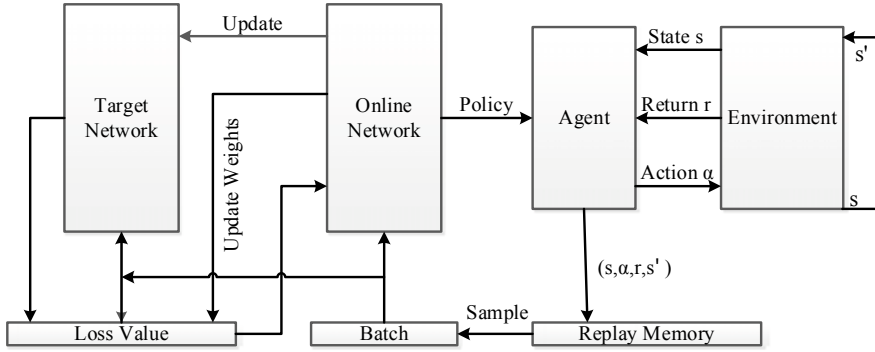 Update
Target
Network
Update Weights
Online
Network
Policy
Agent
State s
Return r
Action α
Environment
s'
s
(s,α,r,s' )
Loss Value
Batch
Sample
Replay Memory